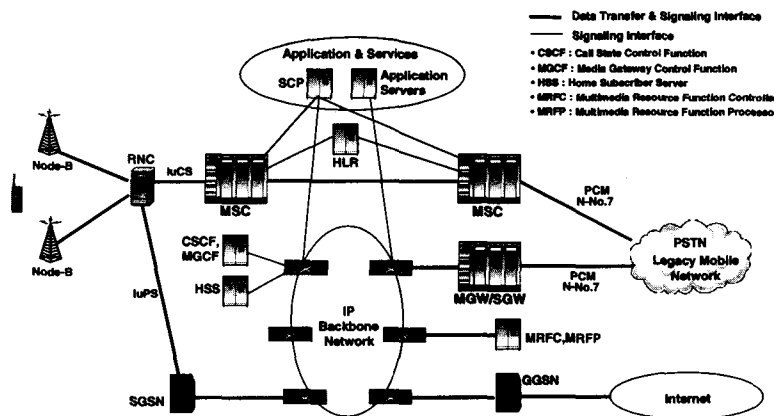 Data Transfer & Signaling Interface
Signaling Interface
• CSCF : Call State Control Function
• MGCF : Media Gateway Control Function
• HSS : Home Subscriber Server
• MRFC : Multimedia Resource Function Controlle
• MRFP : Multimedia Resource Function Processo
Application & Services
SCP
Application
Servers
Node-B
RNC
IuCS
MSC
HLR
MSC
PCM
N-No.7
Node-B
CSCF,
MGCF
HSS
IuPS
IP
Backbone
Network
MGW/SGW
PCM
N-No.7
PSTN
Legacy Mobile
Network
MRFC,MRFP
SGSN
GGSN
Internet